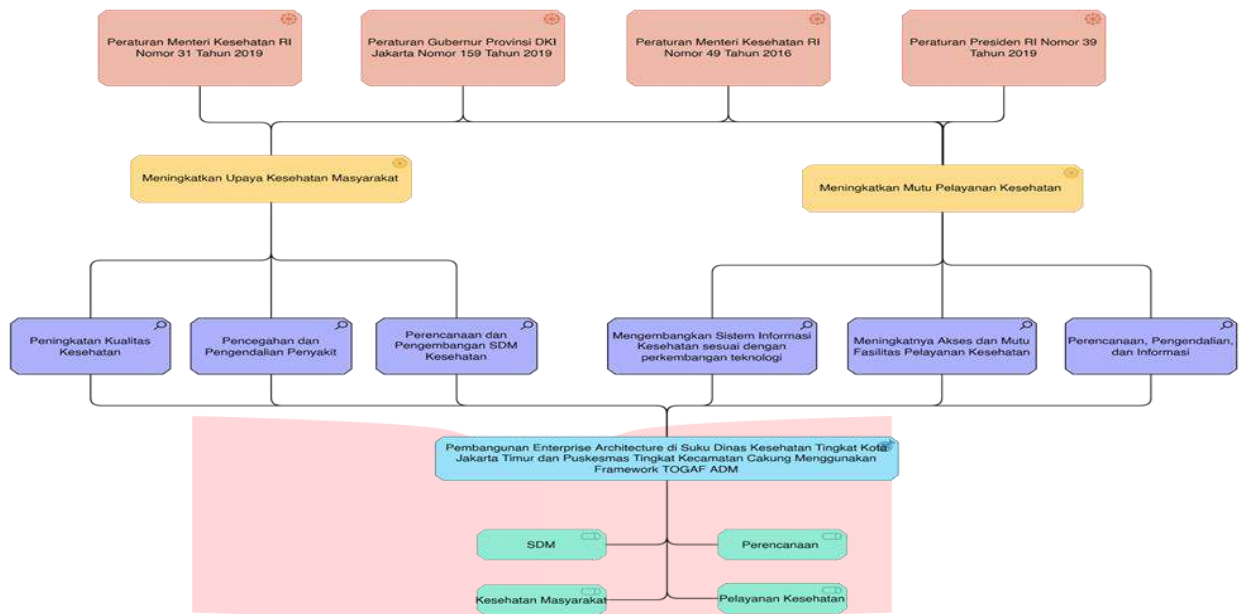 Peraturan Menteri Kesehatan RI
Nomor 31 Tahun 2019
Peraturan Gubernur Provinsi DKI
Jakarta Nomor 159 Tahun 2019
Peraturan Menteri Kesehatan RI
Nomor 49 Tahun 2016
Peraturan Presiden RI Nomor 39
Tahun 2019
Meningkatkan Upaya Kesehatan Masyarakat
Meningkatkan Mutu Pelayanan Kesehatan
Peningkatan Kualitas
Kesehatan
Pencegahan dan
Pengendalian Penyakit
Perencanaan dan
Pengembangan SDM
Kesehatan
Mengembangkan Sistem Informasi
Kesehatan sesuai dengan
perkembangan teknologi
Meningkatnya Akses dan Mutu
Fasilitas Pelayanan Kesehatan
Perencanaan, Pengendalian,
dan Informasi
Pembangunan Enterprise Architecture di Suku Dinas Kesehatan Tingkat Kota
Jakarta Timur dan Puskesmas Tingkat Kecamatan Cakung Menggunakan
Framework TOGAF ADM
SDM
Perencanaan
Kesehatan Masyarakat
Pelayanan Kesehatan